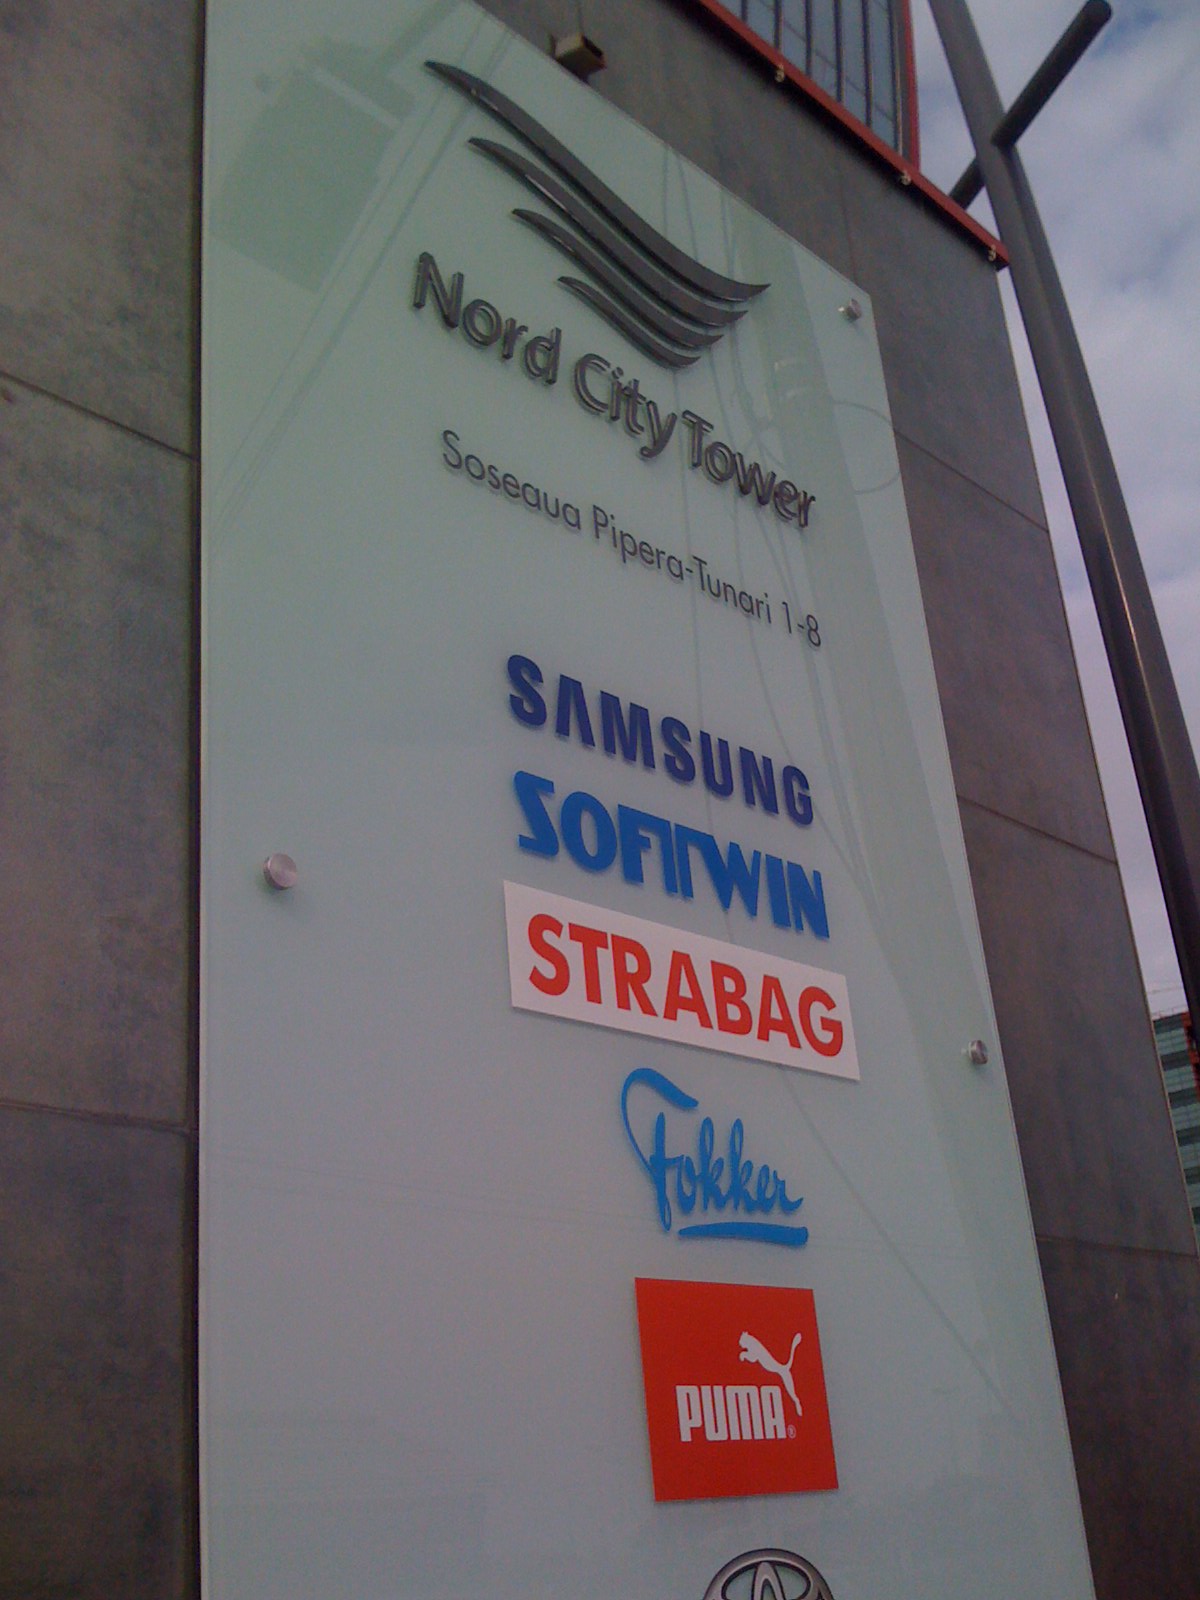 Nord City Tower
Soseaua Pipera-Tunari 1-8
SAMSUNG
SOFTWIN
STRABAG
Fokker
PUMA®